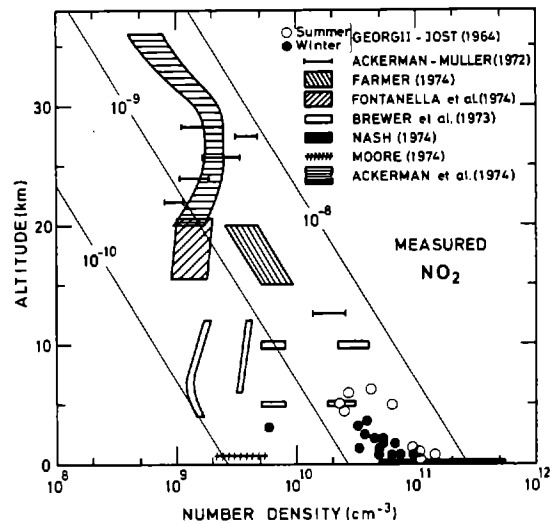 Summer
Winter
GEORGII - JOST (1964)
ACKERMAN - MULLER (1972)
FARMER (1974)
FONTANELLA et al. (1974)
BREWER et al. (1973)
NASH (1974)
MOORE (1974)
ACKERMAN et al. (1974)
10⁻⁹
10⁻⁸
10⁻¹⁰
MEASURED
NO₂
ALTITUDE (km)
30
20
10
0
10⁸
10⁹
10¹⁰
10¹¹
10¹²
NUMBER DENSITY (cm⁻³)